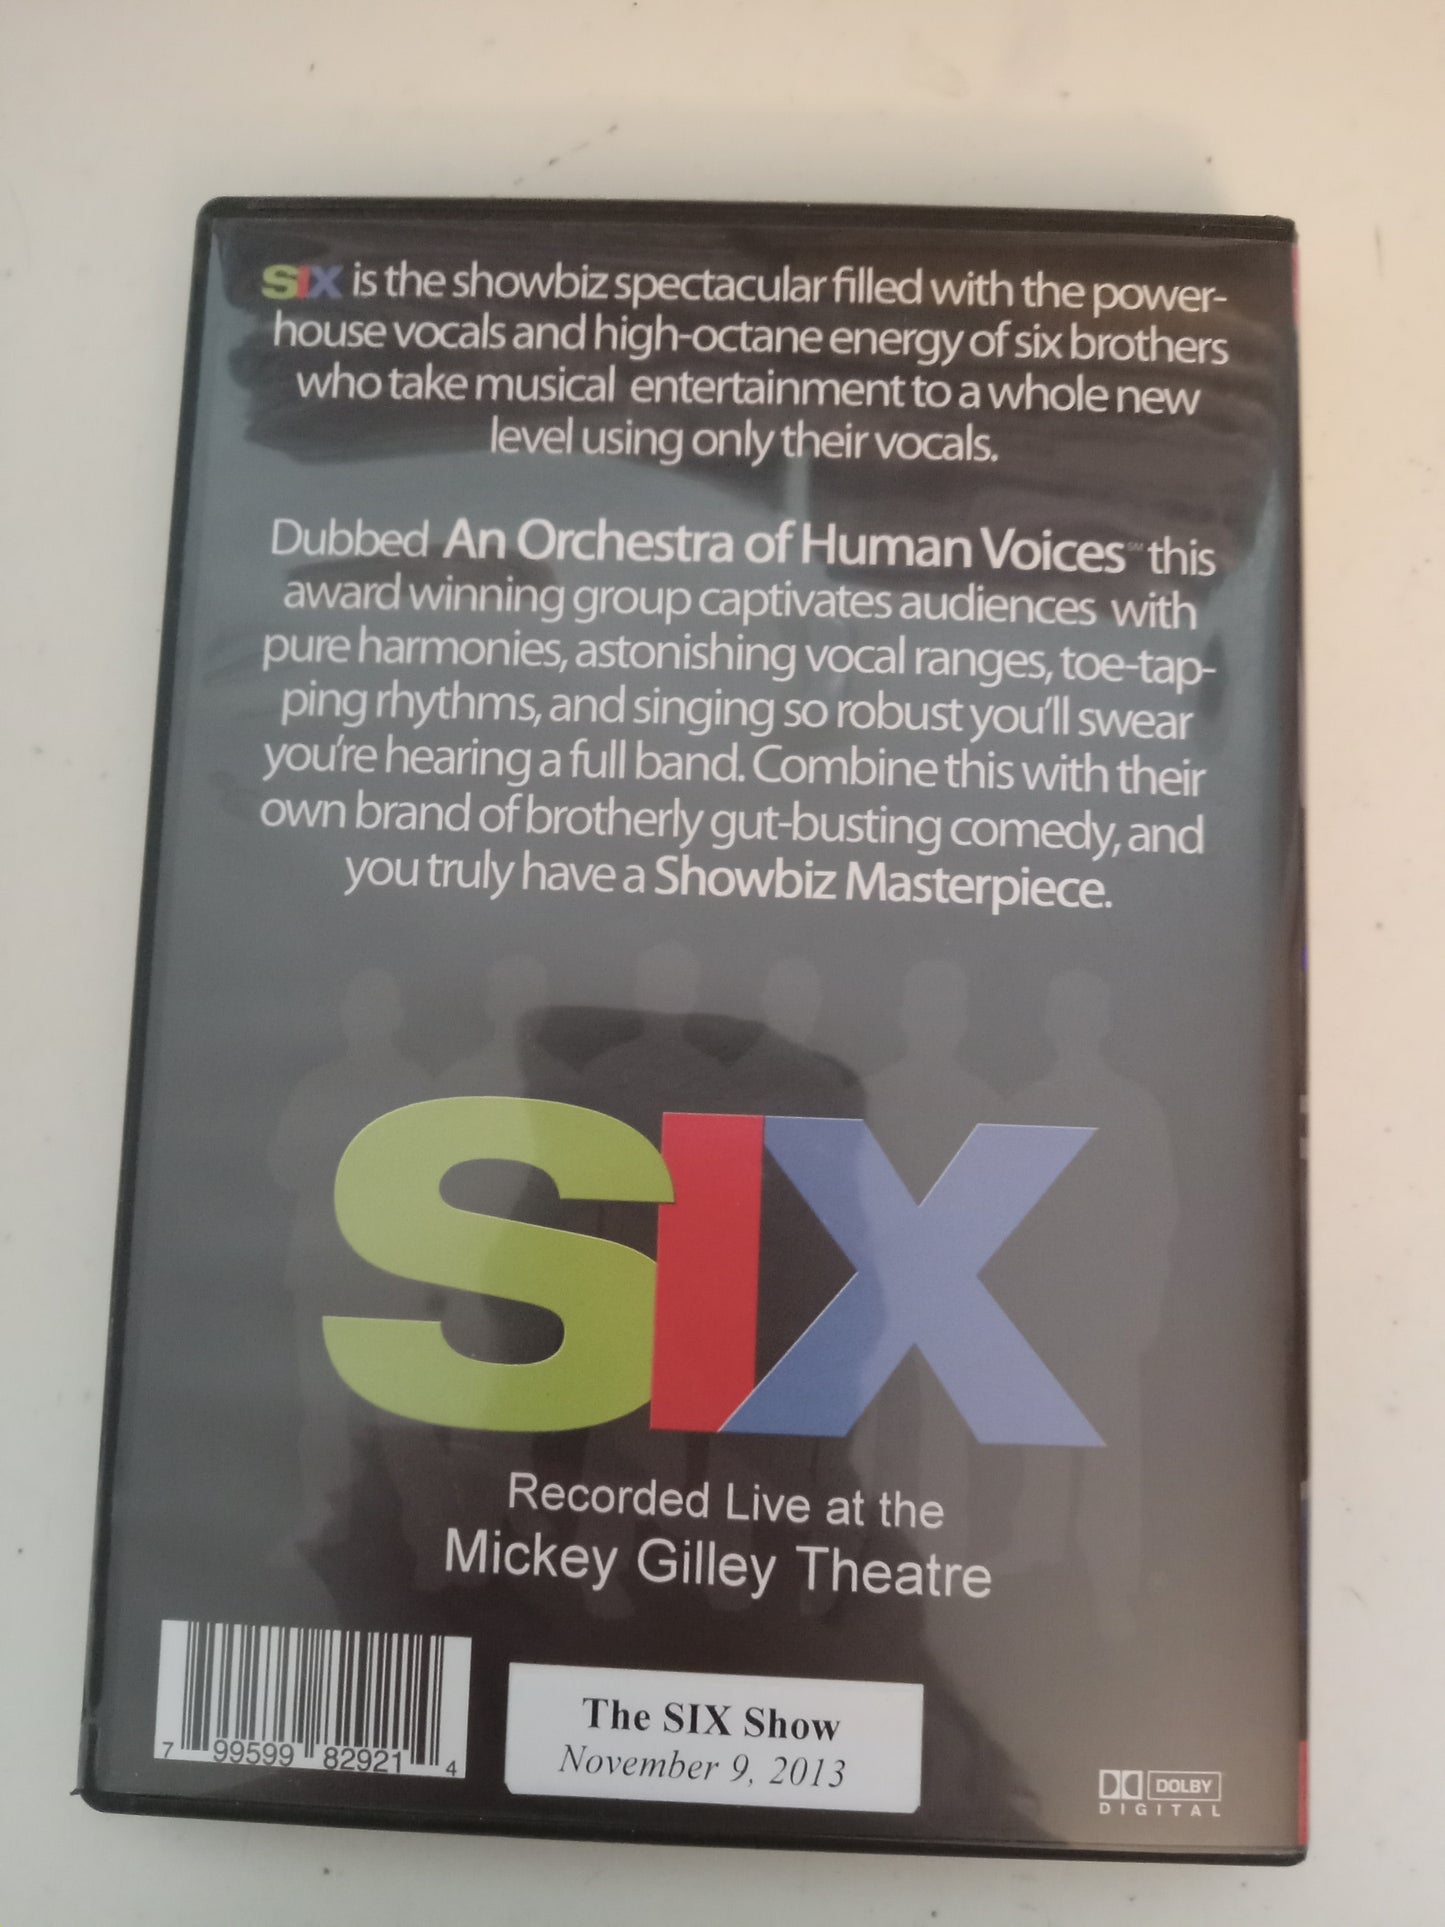 SIX is the showbiz spectacular filled with the power-
house vocals and high-octane energy of six brothers
who take musical entertainment to a whole new
level using only their vocals.
Dubbed An Orchestra of Human Voices℠ this
award winning group captivates audiences with
pure harmonies, astonishing vocal ranges, toe-tap-
ping rhythms, and singing so robust you'll swear
you're hearing a full band. Combine this with their
own brand of brotherly gut-busting comedy, and
you truly have a Showbiz Masterpiece.
SIX
Recorded Live at the
Mickey Gilley Theatre
7 99599 82921 4
The SIX Show
November 9, 2013
DOLBY
DIGITAL